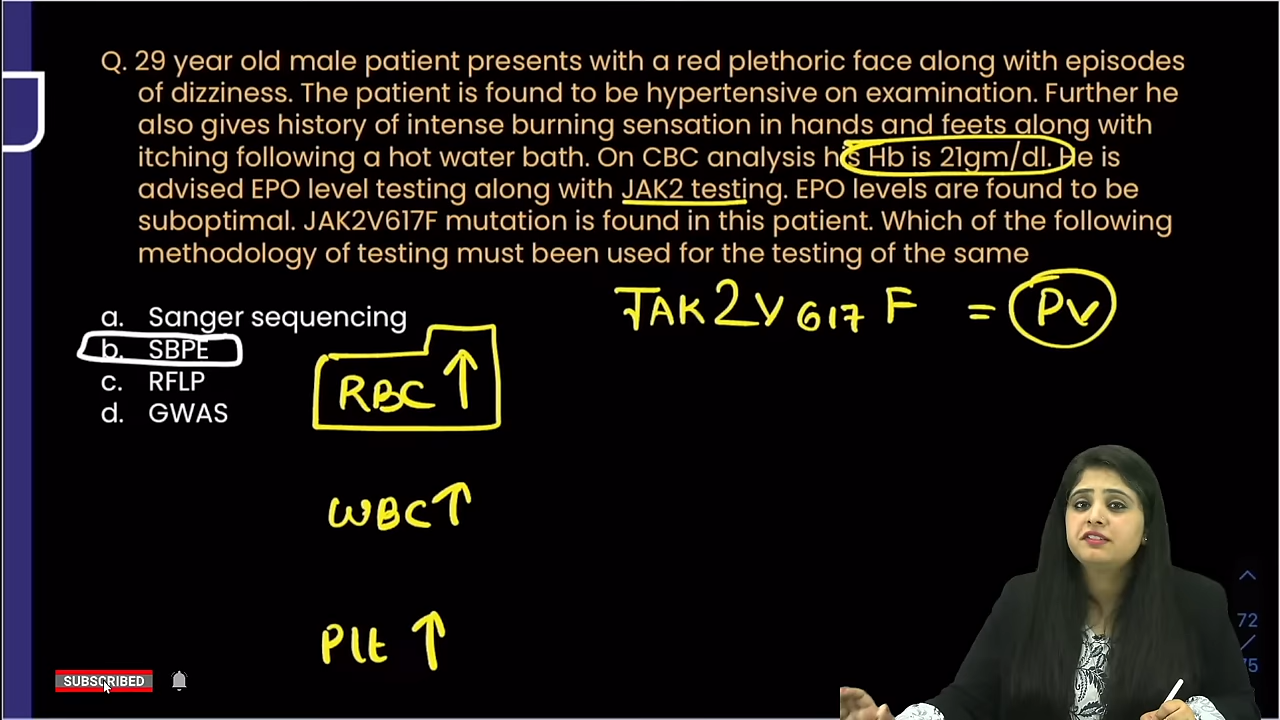 Q. 29 year old male patient presents with a red plethoric face along with episodes
of dizziness. The patient is found to be hypertensive on examination. Further he
also gives history of intense burning sensation in hands and feets along with
itching following a hot water bath. On CBC analysis his Hb is 21gm/dl. He is
advised EPO level testing along with JAK2 testing. EPO levels are found to be
suboptimal. JAK2V617F mutation is found in this patient. Which of the following
methodology of testing must been used for the testing of the same
JAK2V617F = PV
a. Sanger sequencing
b. SBPE
c. RFLP
d. GWAS
RBC ↑
WBC ↑
Plt ↑
72
/
75
SUBSCRIBED